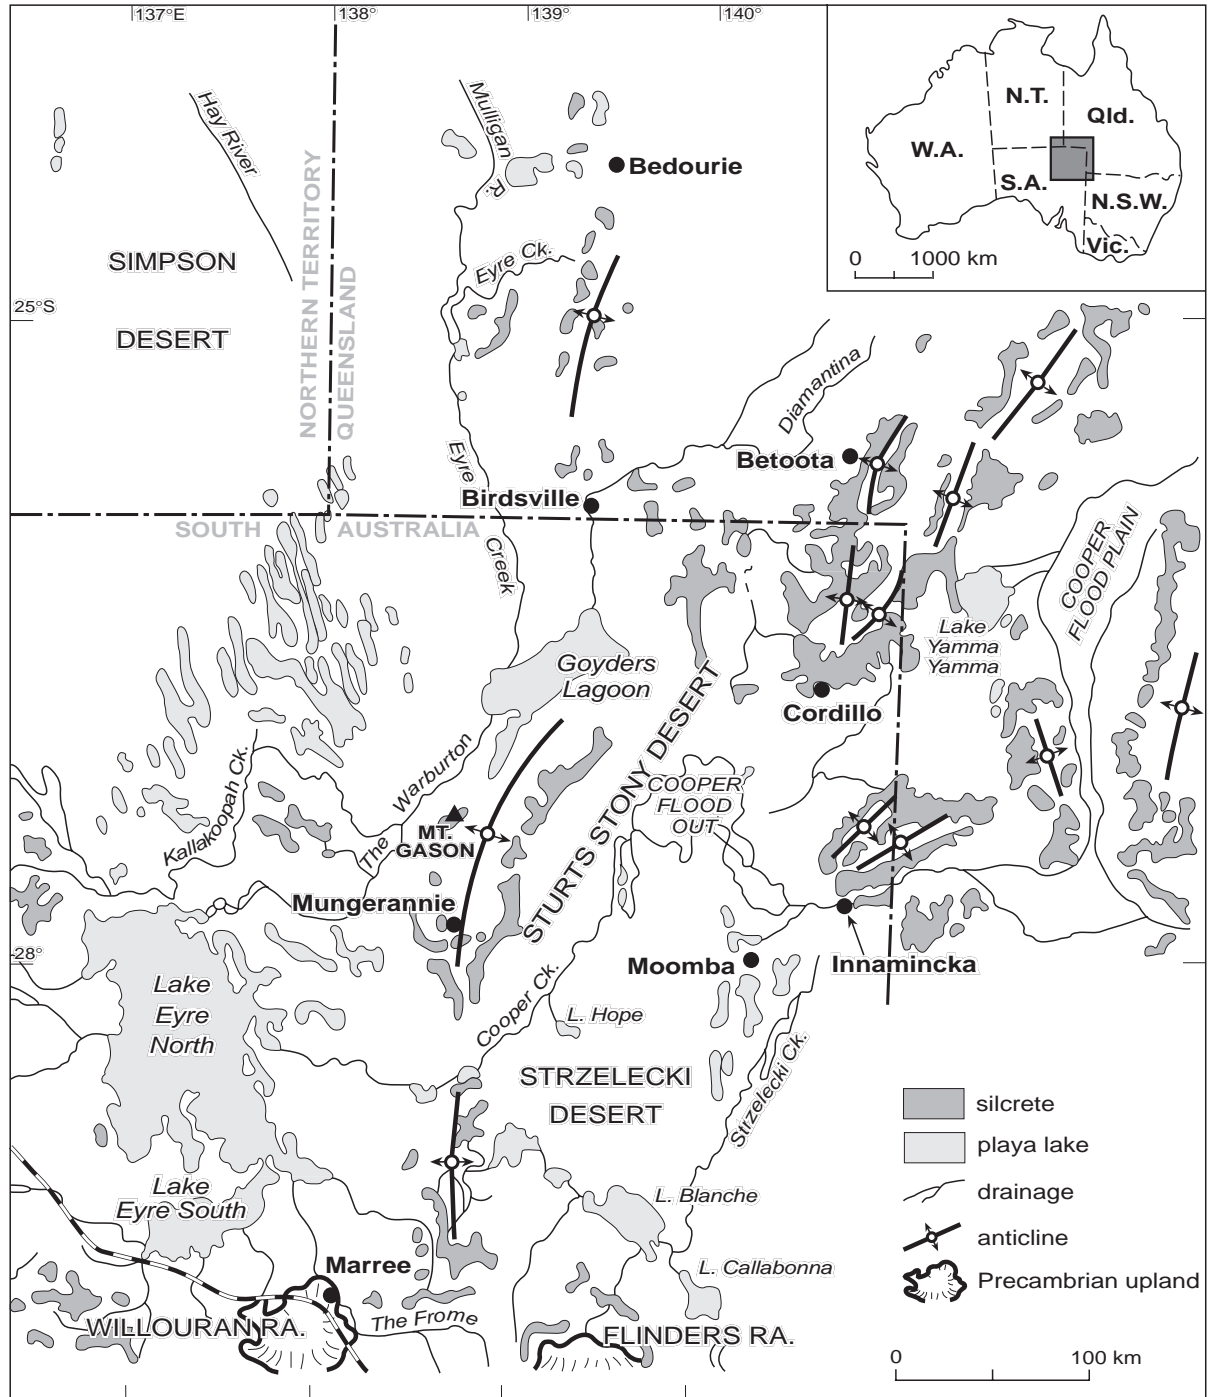 137°E
138°
139°
140°
N.T.
Qld.
W.A.
S.A.
N.S.W.
Vic.
0 1000 km
Hay River
Mulligan
R.
Bedourie
NORTHERN TERRITORY
QUEENSLAND
SIMPSON
DESERT
Eyre Ck.
25°S
Diamantina
Betoota
Eyre
Creek
Birdsville
SOUTH AUSTRALIA
COOPER
FLOOD PLAIN
Lake
Yamma
Yamma
Goyders
Lagoon
STURTS STONY DESERT
Cordillo
Kallakoopah Ck.
The Warburton
COOPER
FLOOD
OUT
MT.
GASON
Mungerannie
28°
Moomba
Innamincka
Lake
Eyre
North
Cooper Ck.
L. Hope
STRZELECKI
DESERT
Strzelecki Ck.
silcrete
playa lake
drainage
anticline
Precambrian upland
Lake
Eyre South
L. Blanche
Marree
L. Callabonna
The Frome
WILLOURAN RA.
FLINDERS RA.
0 100 km